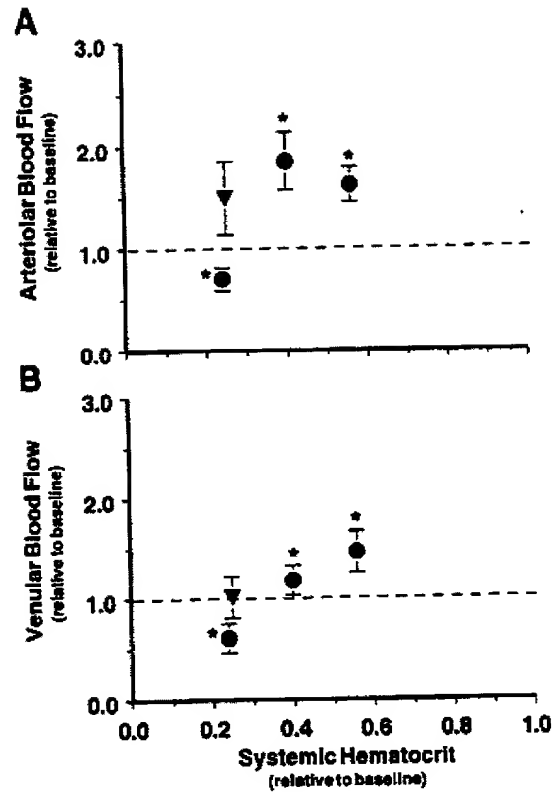 A
3.0
2.0
1.0
0.0
Arteriolar Blood Flow
(relative to baseline)
*
*
*
B
3.0
2.0
1.0
0.0
Venular Blood Flow
(relative to baseline)
*
*
*
0.0 0.2 0.4 0.6 0.8 1.0
Systemic Hematocrit
(relative to baseline)